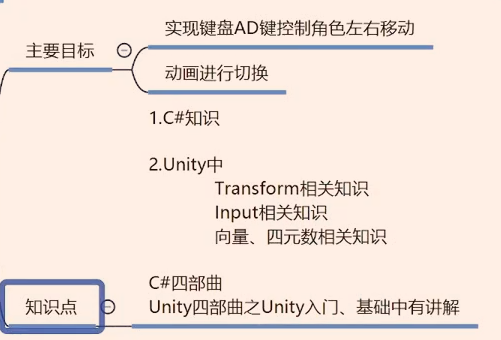 主要目标
实现键盘AD键控制角色左右移动
动画进行切换
知识点
1.C#知识
2.Unity中
Transform相关知识
Input相关知识
向量、四元数相关知识
C#四部曲
Unity四部曲之Unity入门、基础中有讲解